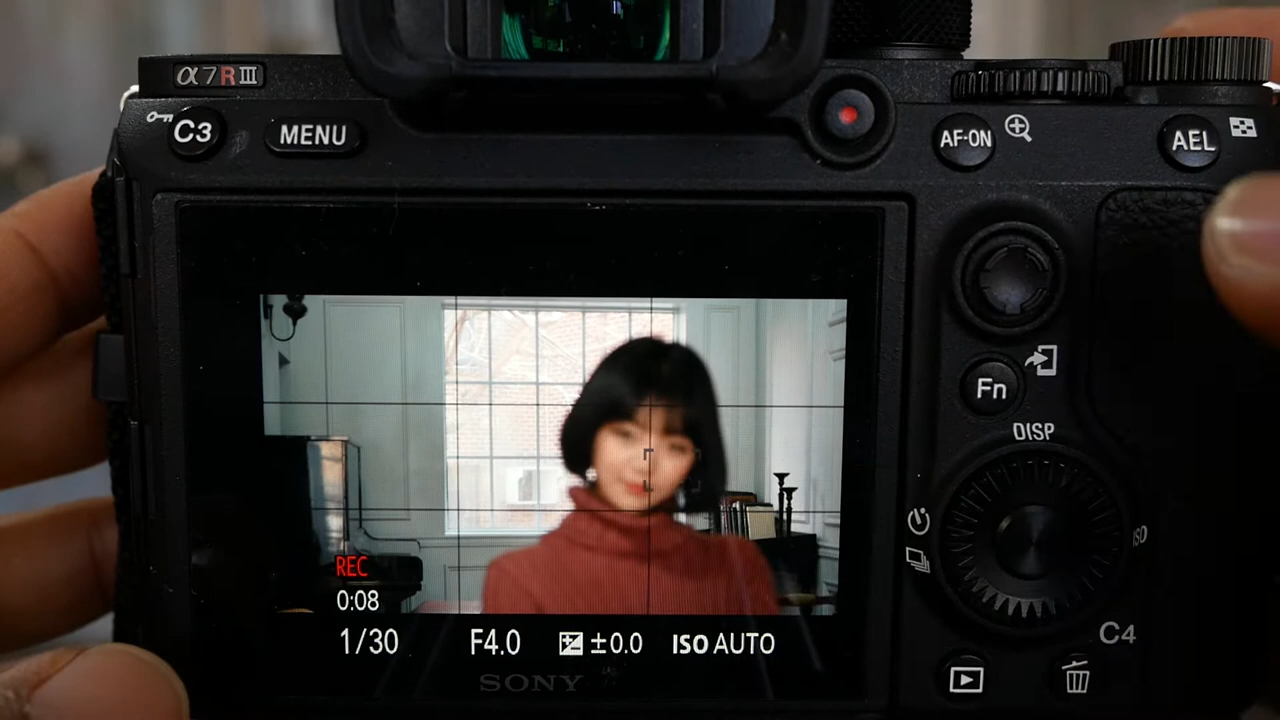 α7RIII
C3
MENU
AF-ON
AEL
Fn
DISP
ISO
REC
0:08
1/30 F4.0 ±0.0 ISO AUTO
SONY
C4